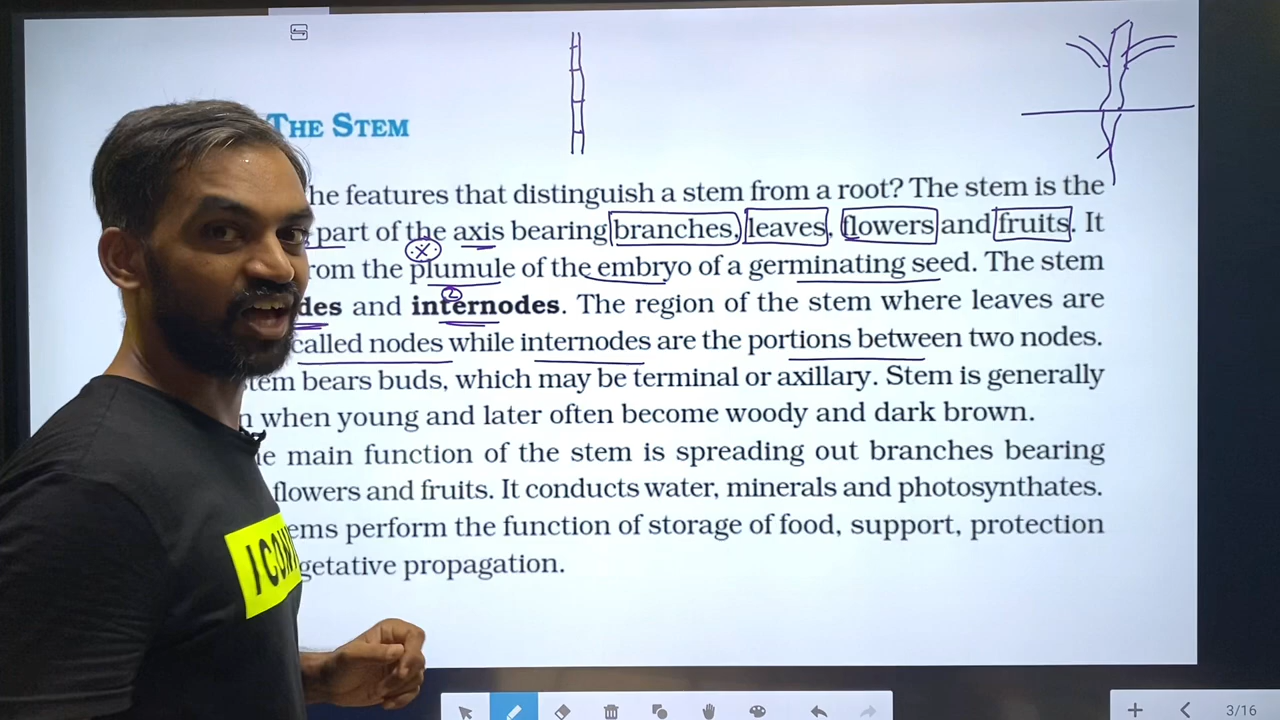 THE STEM
he features that distinguish a stem from a root? The stem is the
part of the axis bearing branches, leaves, flowers and fruits. It
rom the plumule of the embryo of a germinating seed. The stem
des and internodes. The region of the stem where leaves are
called nodes while internodes are the portions between two nodes.
tem bears buds, which may be terminal or axillary. Stem is generally
n when young and later often become woody and dark brown.
e main function of the stem is spreading out branches bearing
flowers and fruits. It conducts water, minerals and photosynthates.
ems perform the function of storage of food, support, protection
getative propagation.
ICON
3/16